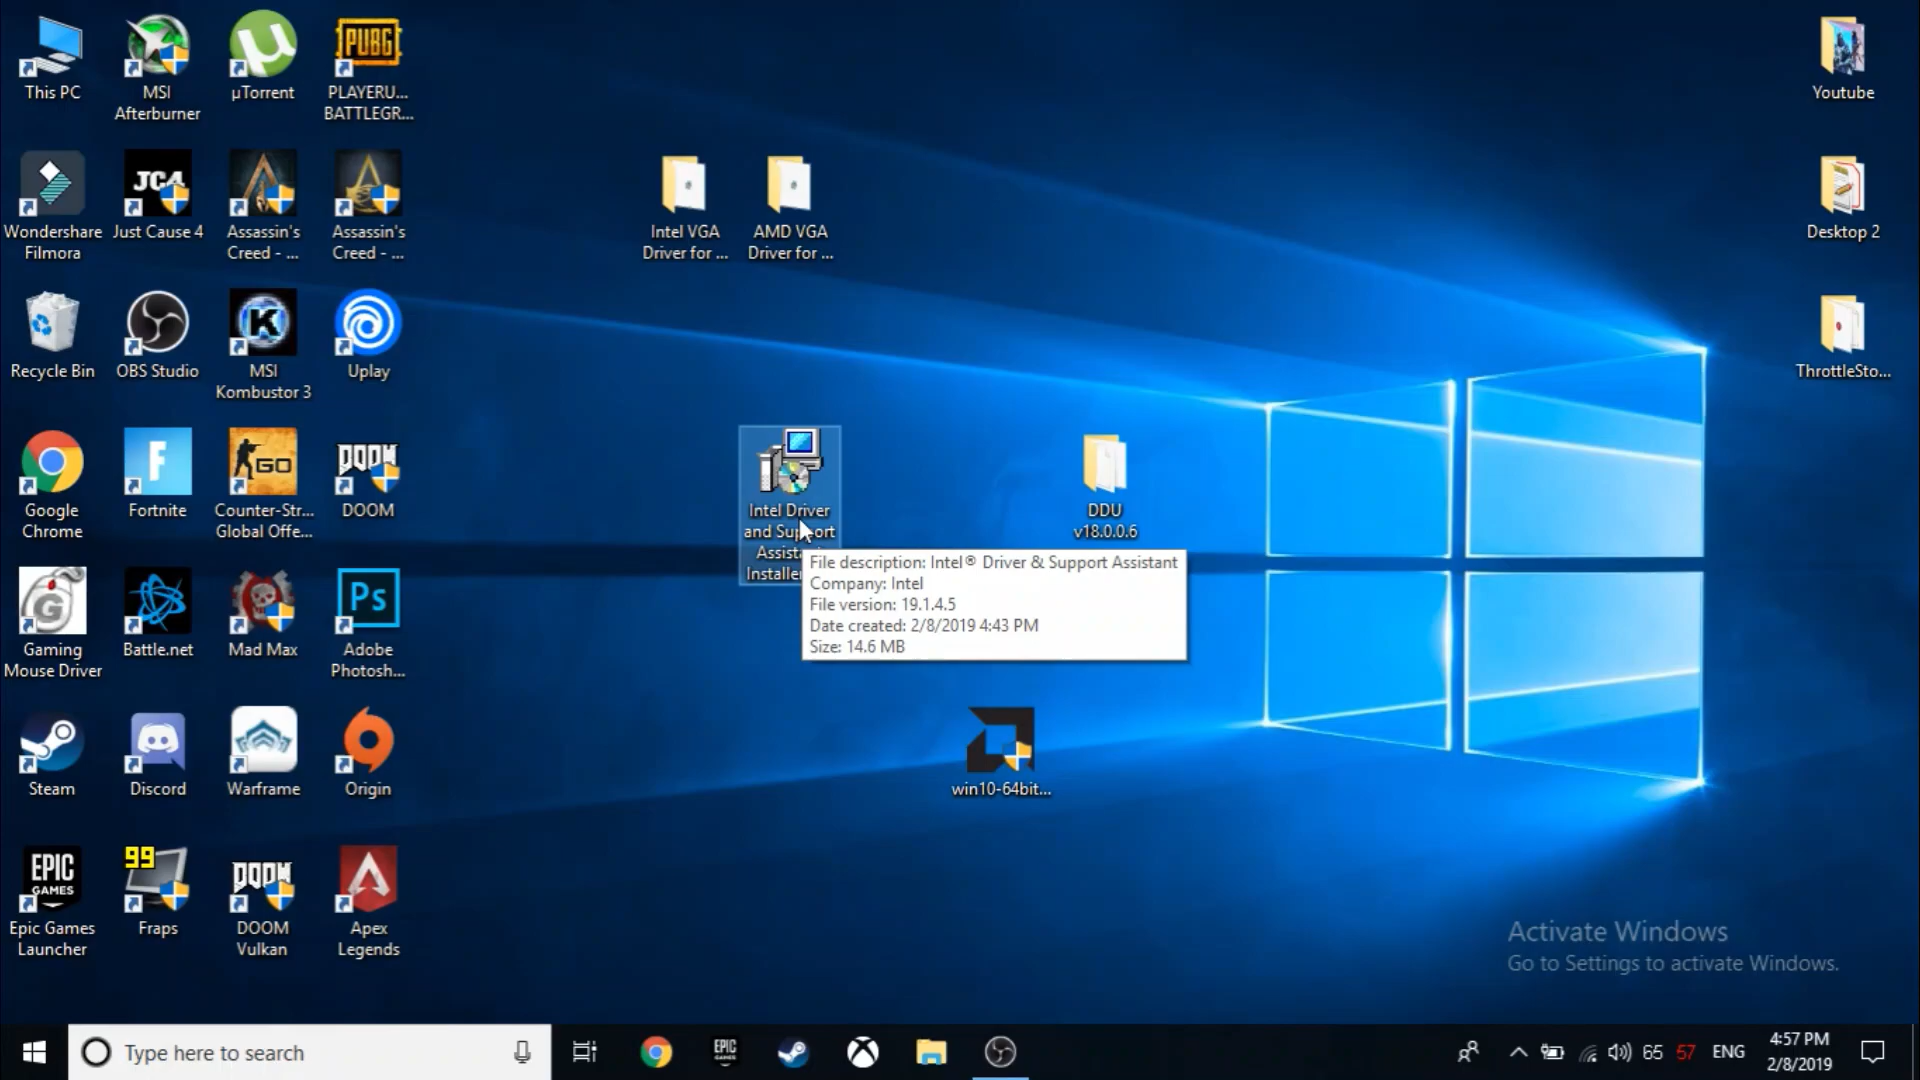 This PC
MSI
Afterburner
µTorrent
PUBG
PLAYERU...
BATTLEGR...
Wondershare
Filmora
JC4
Just Cause 4
Assassin's
Creed - ...
Assassin's
Creed - ...
Recycle Bin
OBS Studio
K
MSI
Kombustor 3
Uplay
Google
Chrome
F
Fortnite
GO
Counter-Str...
Global Offe...
DOOM
DOOM
G
Gaming
Mouse Driver
Battle.net
Mad Max
Ps
Adobe
Photosh...
Steam
Discord
Warframe
Origin
EPIC
GAMES
Epic Games
Launcher
99
Fraps
DOOM
DOOM
Vulkan
Apex
Legends
Intel VGA
Driver for ...
AMD VGA
Driver for ...
Intel Driver
and Support
Assista
Installe
DDU
v18.0.0.6
File description: Intel® Driver & Support Assistant
Company: Intel
File version: 19.1.4.5
Date created: 2/8/2019 4:43 PM
Size: 14.6 MB
win10-64bit...
Youtube
Desktop 2
ThrottleSto...
Activate Windows
Go to Settings to activate Windows.
Type here to search
EPIC
GAMES
65
57
ENG
4:57 PM
2/8/2019